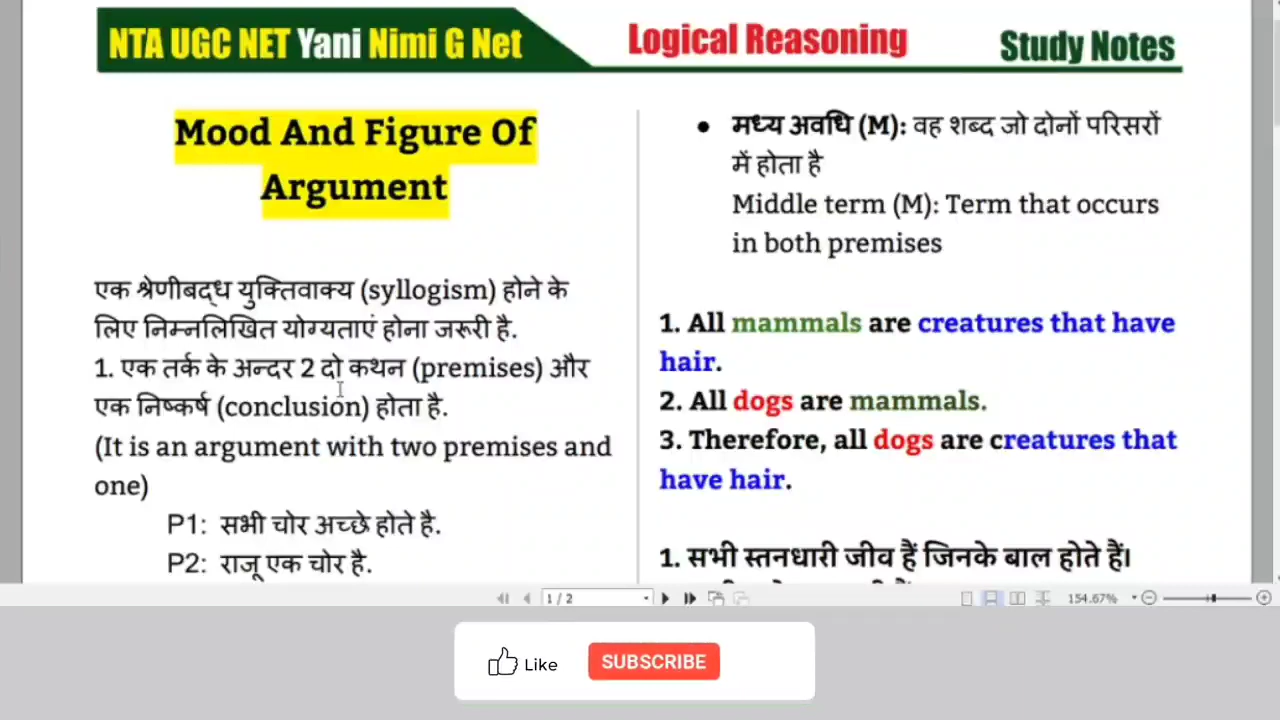 NTA UGC NET Yani Nimi G Net
Logical Reasoning
Study Notes
Mood And Figure Of
Argument
एक श्रेणीबद्ध युक्तिवाक्य (syllogism) होने के
लिए निम्नलिखित योग्यताएं होना जरूरी है.
1. एक तर्क के अन्दर 2 दो कथन (premises) और
एक निष्कर्ष (conclusion) होता है.
(It is an argument with two premises and
one)
P1: सभी चोर अच्छे होते है.
P2: राजू एक चोर है.
• मध्य अवधि (M): वह शब्द जो दोनों परिसरों
में होता है
Middle term (M): Term that occurs
in both premises
1. All mammals are creatures that have
hair.
2. All dogs are mammals.
3. Therefore, all dogs are creatures that
have hair.
1. सभी स्तनधारी जीव हैं जिनके बाल होते हैं।
1 / 2
154.67%
Like
SUBSCRIBE